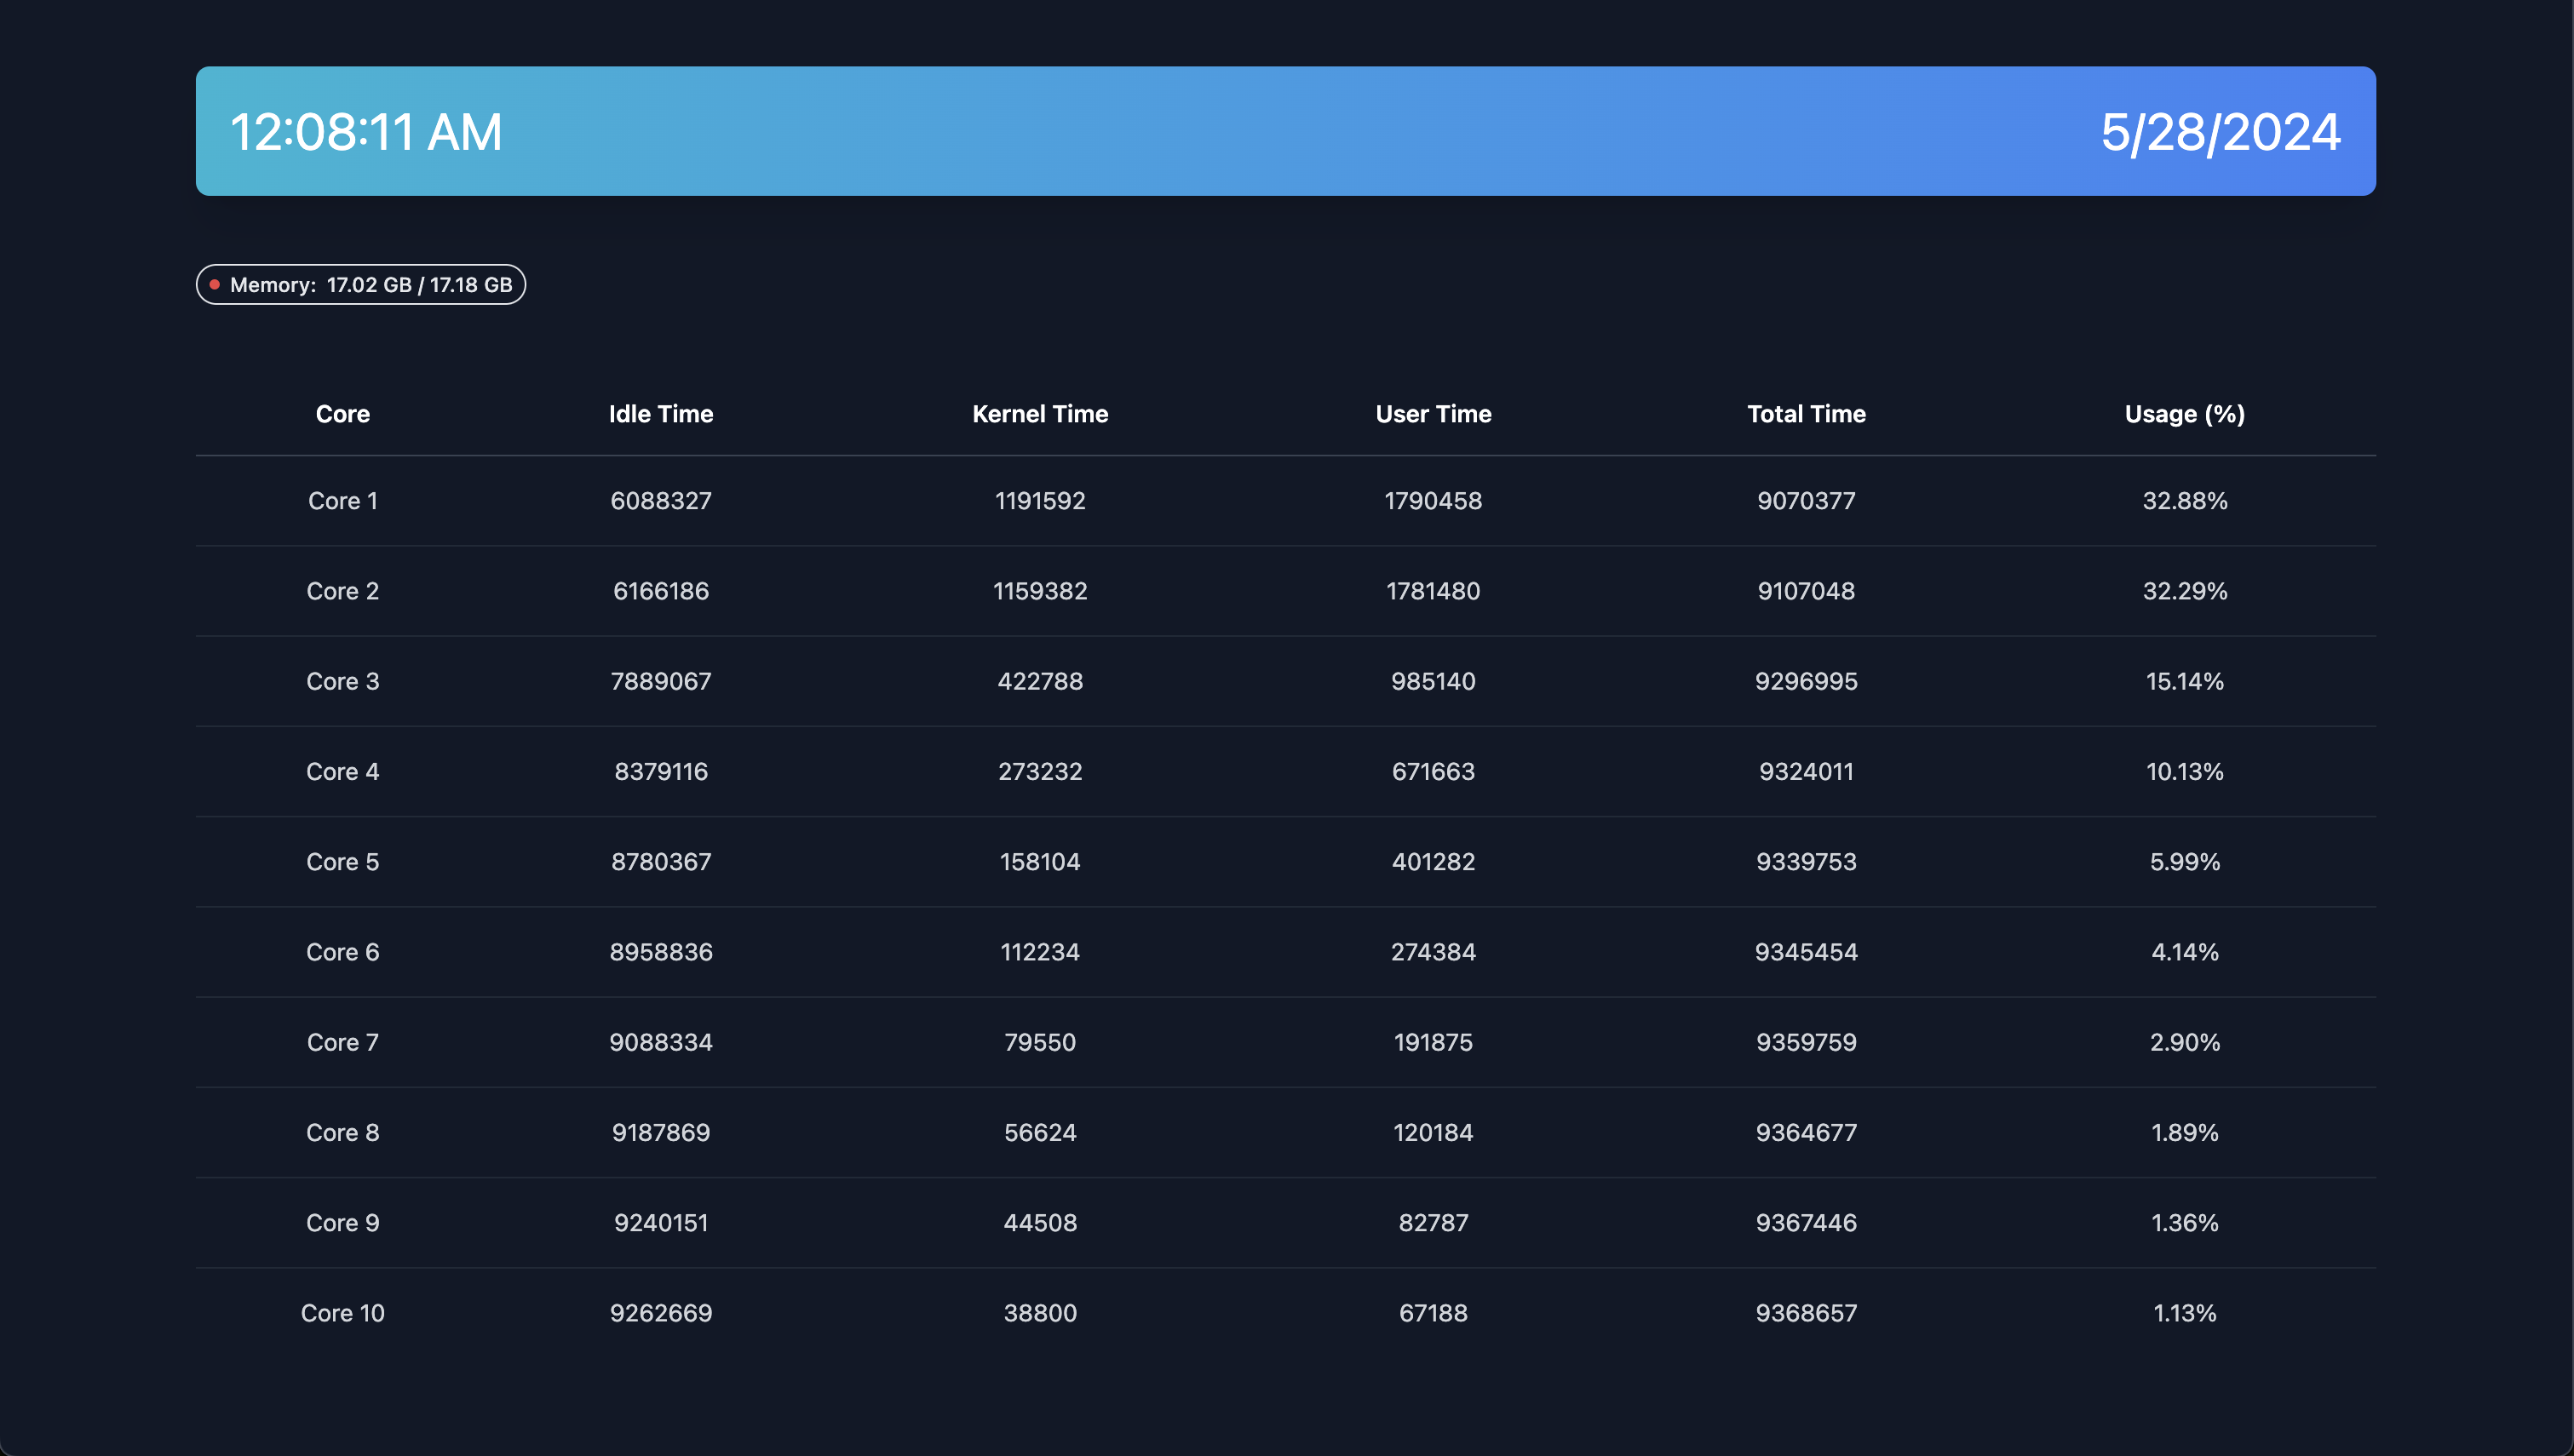 12:08:11 AM 5/28/2024
Memory: 17.02 GB / 17.18 GB
Core Idle Time Kernel Time User Time Total Time Usage (%)
Core 1 6088327 1191592 1790458 9070377 32.88%
Core 2 6166186 1159382 1781480 9107048 32.29%
Core 3 7889067 422788 985140 9296995 15.14%
Core 4 8379116 273232 671663 9324011 10.13%
Core 5 8780367 158104 401282 9339753 5.99%
Core 6 8958836 112234 274384 9345454 4.14%
Core 7 9088334 79550 191875 9359759 2.90%
Core 8 9187869 56624 120184 9364677 1.89%
Core 9 9240151 44508 82787 9367446 1.36%
Core 10 9262669 38800 67188 9368657 1.13%